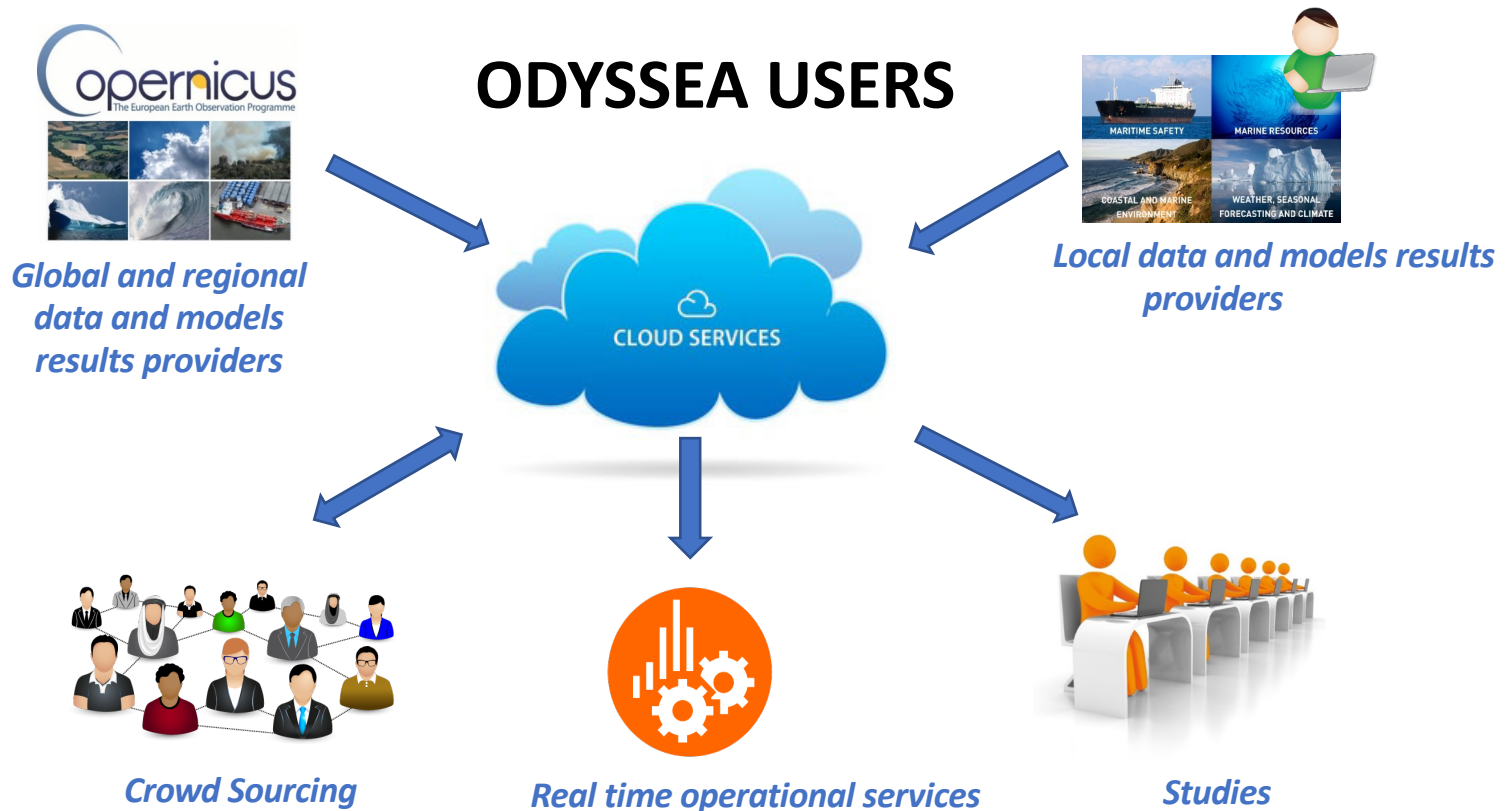 Copernicus
The European Earth Observation Programme
ODYSSEA USERS
MARITIME SAFETY
MARINE RESOURCES
COASTAL AND MARINE
ENVIRONMENT
WEATHER, SEASONAL
FORECASTING AND CLIMATE
Global and regional
data and models
results providers
Local data and models results
providers
CLOUD SERVICES
Crowd Sourcing
Real time operational services
Studies